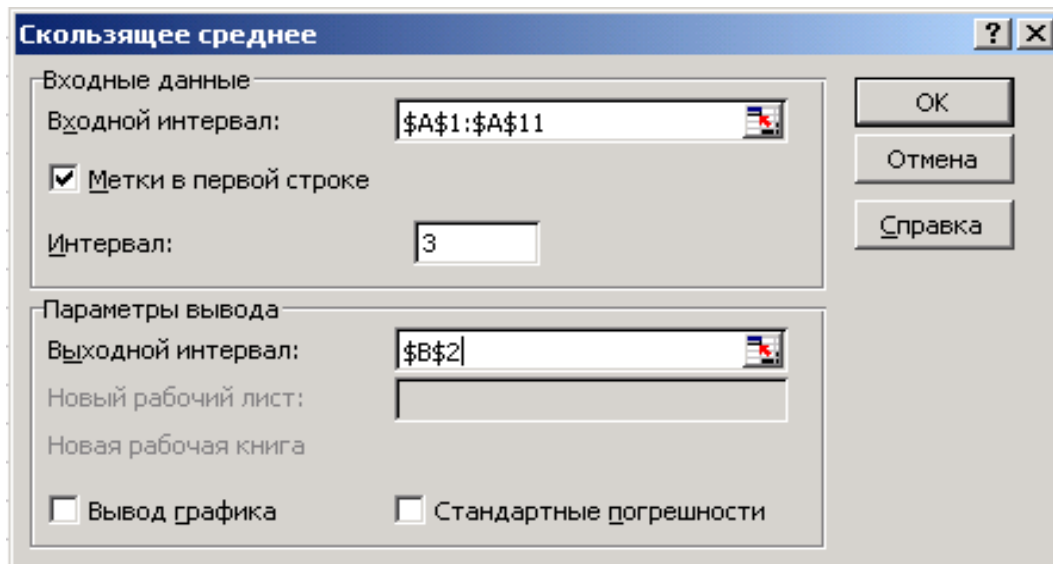 Скользящее среднее
Входные данные
Входной интервал: $A$1:$A$11
Метки в первой строке
Интервал: 3
OK
Отмена
Справка
Параметры вывода
Выходной интервал: $B$2
Новый рабочий лист:
Новая рабочая книга
Вывод графика Стандартные погрешности